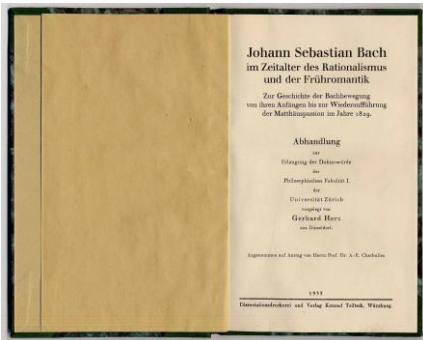 Johann Sebastian Bach
im Zeitalter des Rationalismus
und der Frühromantik
Zur Geschichte der Bachbewegung
von ihren Anfängen bis zur Wiederaufführung
der Matthäuspassion im Jahre 1829.
Abhandlung
zur
Erlangung der Doktorwürde
der
Philosophischen Fakultät I.
der
Universität Zürich
vorgelegt von
Gerhard Herz
aus Düsseldorf.
Angenommen auf Antrag von Herrn Prof. Dr. A.-E. Cherbuliez
1935
Dissertationsdruckerei und Verlag Konrad Triltsch, Würzburg.